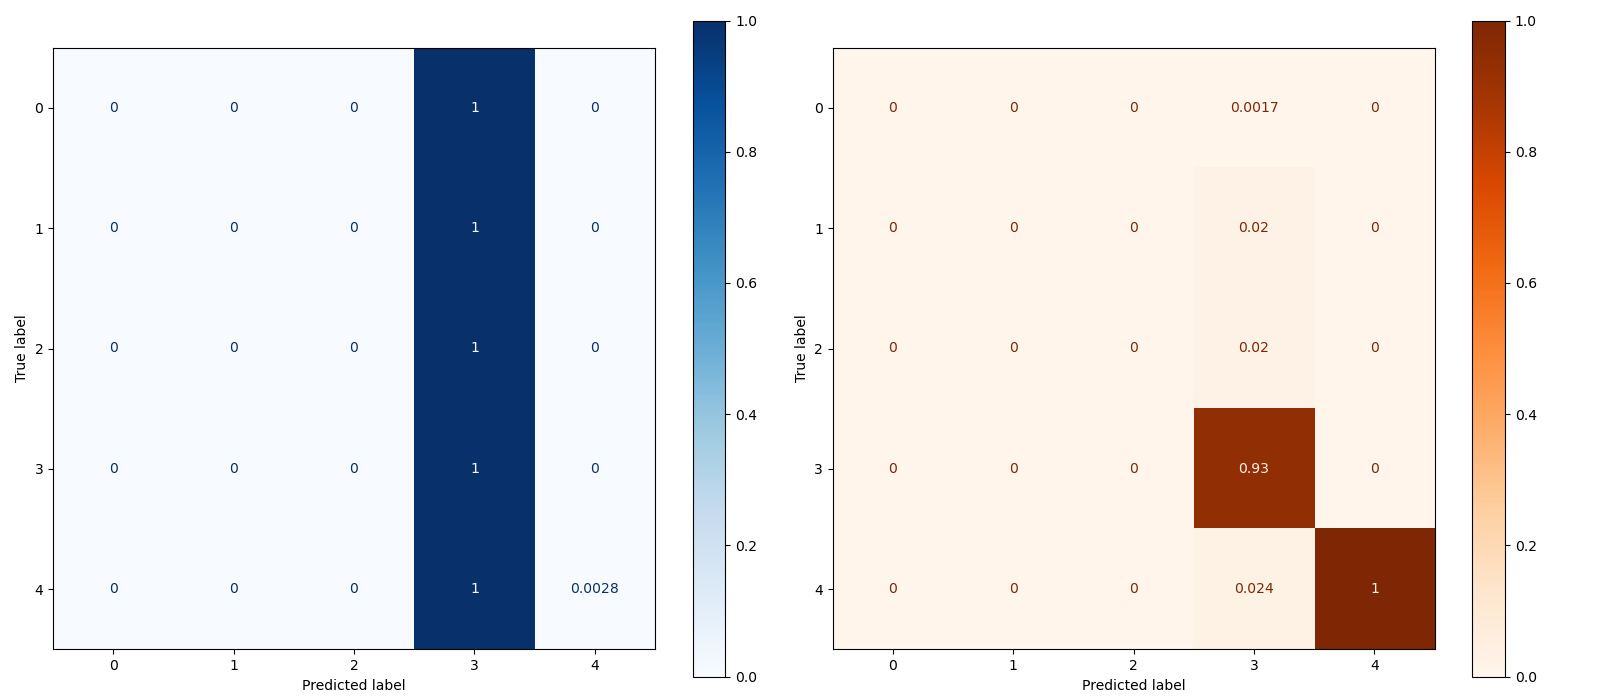 1.0
0.8
0.6
0.4
0.2
0.0
True label
0 0 0 0 1 0
1 0 0 0 1 0
2 0 0 0 1 0
3 0 0 0 1 0
4 0 0 0 1 0.0028
0 1 2 3 4
Predicted label
1.0
0.8
0.6
0.4
0.2
0.0
True label
0 0 0 0 0.0017 0
1 0 0 0 0.02 0
2 0 0 0 0.02 0
3 0 0 0 0.93 0
4 0 0 0 0.024 1
0 1 2 3 4
Predicted label